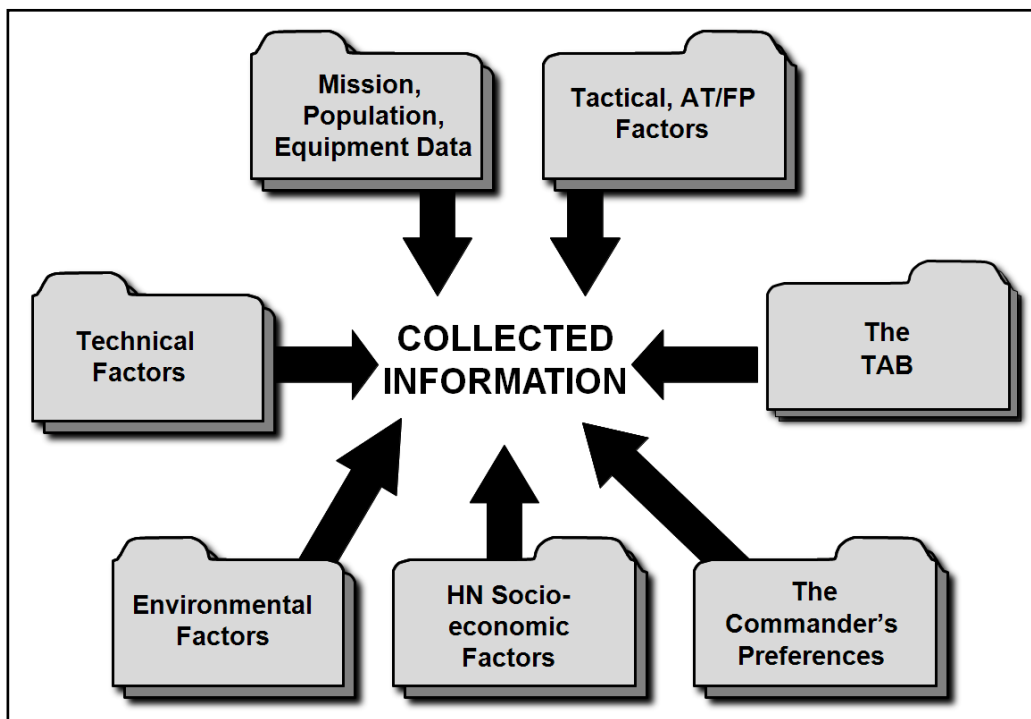 Mission,
Population,
Equipment Data
Tactical, AT/FP
Factors
Technical
Factors
COLLECTED
INFORMATION
The
TAB
Environmental
Factors
HN Socio-
economic
Factors
The
Commander's
Preferences